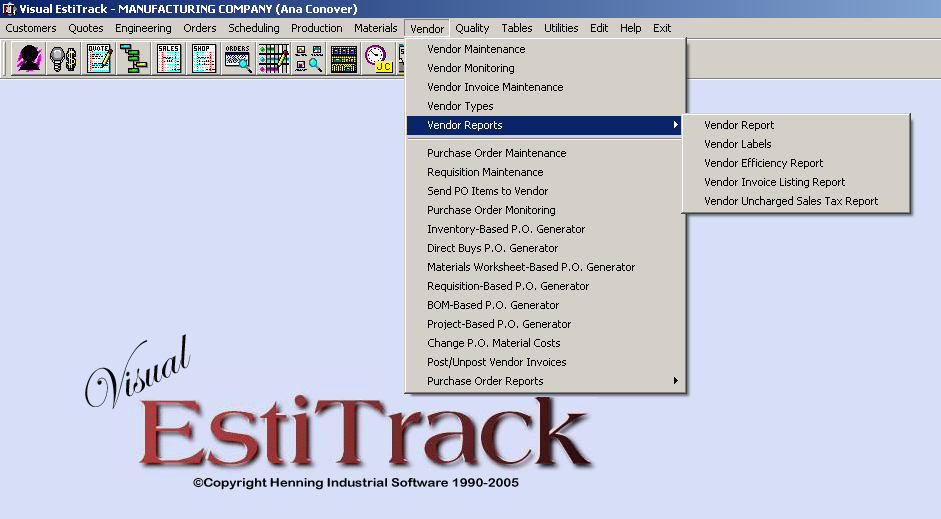 Visual EstiTrack - MANUFACTURING COMPANY (Ana Conover)
Customers Quotes Engineering Orders Scheduling Production Materials Vendor Quality Tables Utilities Edit Help Exit
QUOTE SALES SHOP ORDERS JC
Vendor Maintenance
Vendor Monitoring
Vendor Invoice Maintenance
Vendor Types
Vendor Reports
Vendor Report
Vendor Labels
Vendor Efficiency Report
Vendor Invoice Listing Report
Vendor Uncharged Sales Tax Report
Purchase Order Maintenance
Requisition Maintenance
Send PO Items to Vendor
Purchase Order Monitoring
Inventory-Based P.O. Generator
Direct Buys P.O. Generator
Materials Worksheet-Based P.O. Generator
Requisition-Based P.O. Generator
BOM-Based P.O. Generator
Project-Based P.O. Generator
Change P.O. Material Costs
Post/Unpost Vendor Invoices
Purchase Order Reports
Visual
EstiTrack
©Copyright Henning Industrial Software 1990-2005